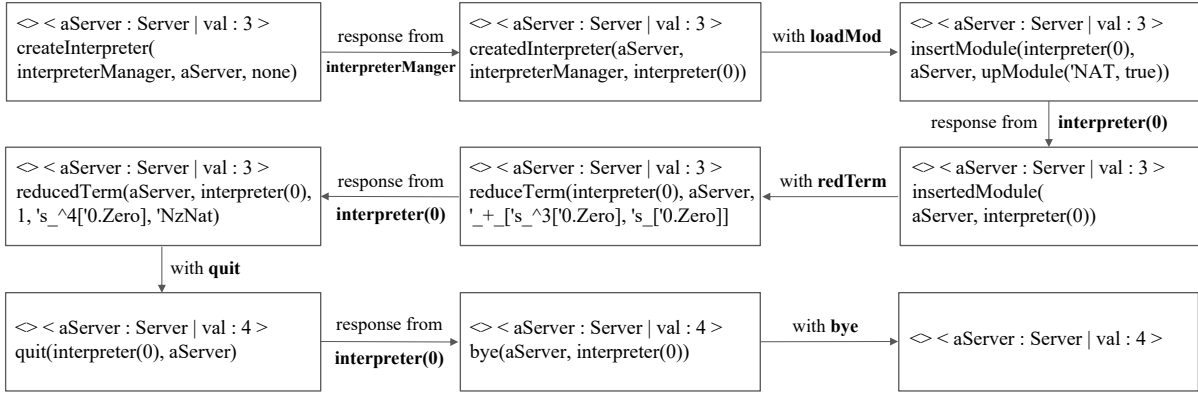 <> < aServer : Server | val : 3 >
createInterpreter(
interpreterManager, aServer, none)
response from
interpreterManger
<> < aServer : Server | val : 3 >
createdInterpreter(aServer,
interpreterManager, interpreter(0))
with loadMod
<> < aServer : Server | val : 3 >
insertModule(interpreter(0),
aServer, upModule('NAT, true))
response from interpreter(0)
<> < aServer : Server | val : 3 >
insertedModule(
aServer, interpreter(0))
with redTerm
<> < aServer : Server | val : 3 >
reduceTerm(interpreter(0), aServer,
'_+_['s_^3['0.Zero], 's_['0.Zero]]
response from
interpreter(0)
<> < aServer : Server | val : 3 >
reducedTerm(aServer, interpreter(0),
1, 's_^4['0.Zero], 'NzNat)
with quit
<> < aServer : Server | val : 4 >
quit(interpreter(0), aServer)
response from
interpreter(0)
<> < aServer : Server | val : 4 >
bye(aServer, interpreter(0))
with bye
<> < aServer : Server | val : 4 >